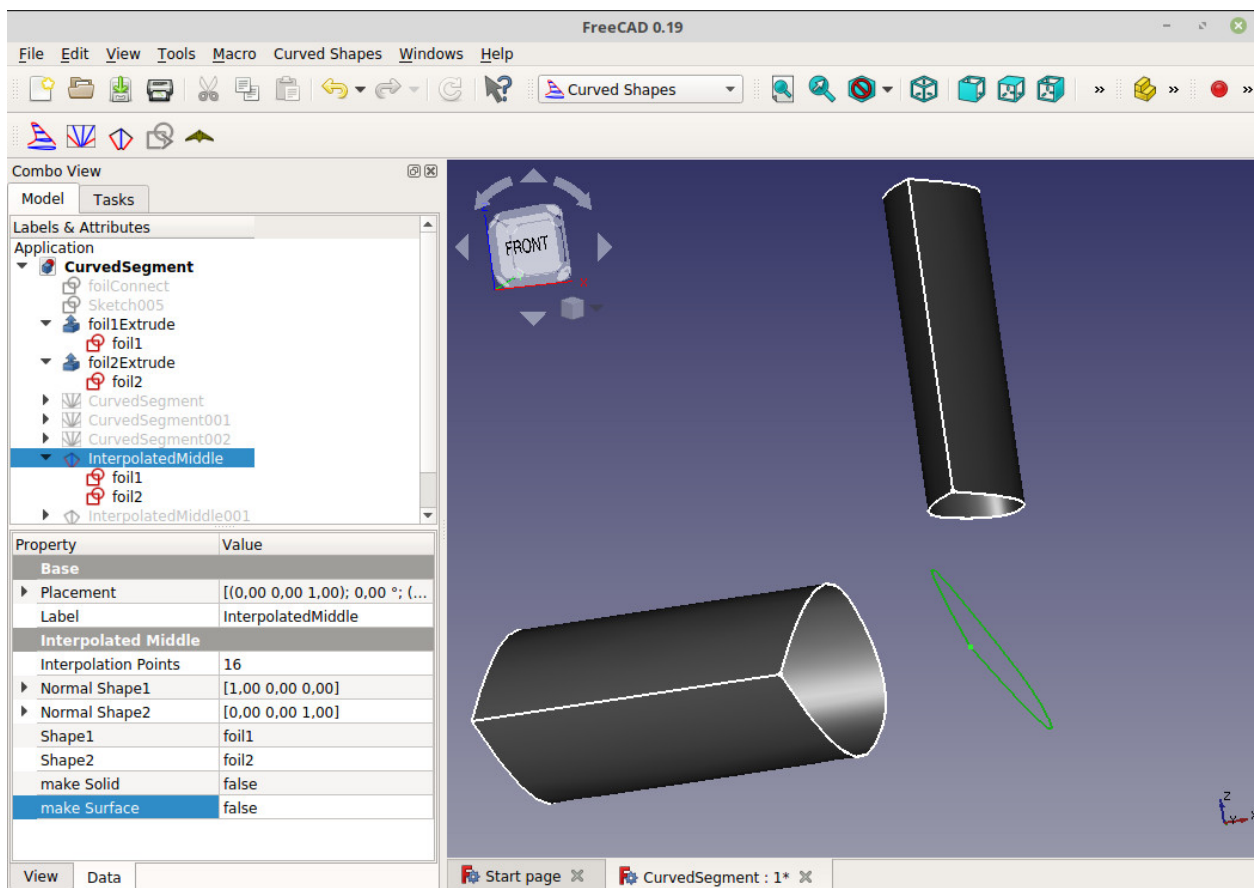 FreeCAD 0.19
File Edit View Tools Macro Curved Shapes Windows Help
Curved Shapes
»
»
»
Combo View
Model Tasks
Labels & Attributes
Application
CurvedSegment
foilConnect
Sketch005
foil1Extrude
foil1
foil2Extrude
foil2
CurvedSegment
CurvedSegment001
CurvedSegment002
InterpolatedMiddle
foil1
foil2
InterpolatedMiddle001
Property Value
Base
Placement [(0,00 0,00 1,00); 0,00 °; (...
Label InterpolatedMiddle
Interpolated Middle
Interpolation Points 16
Normal Shape1 [1,00 0,00 0,00]
Normal Shape2 [0,00 0,00 1,00]
Shape1 foil1
Shape2 foil2
make Solid false
make Surface false
View Data
FRONT
Z
X
Z
Y
X
Start page
CurvedSegment : 1*